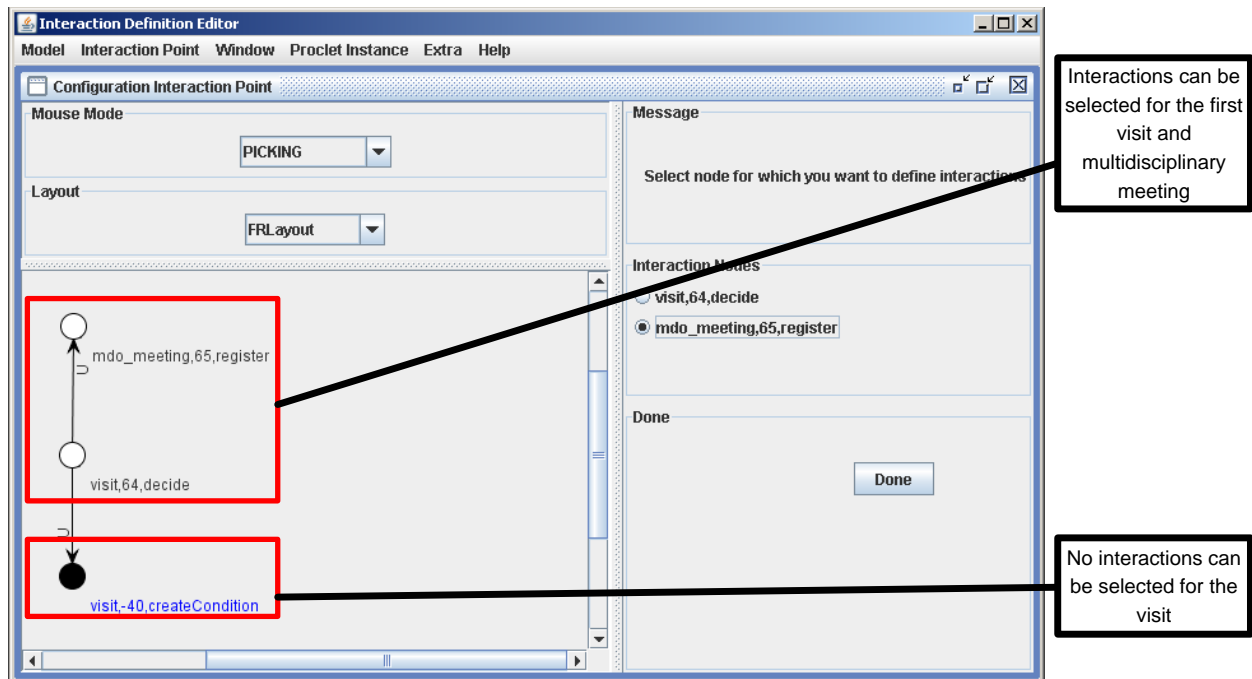 Interaction Definition Editor
Model Interaction Point Window Proclet Instance Extra Help
Configuration Interaction Point
Mouse Mode
PICKING
Layout
FRLayout
mdo_meeting,65,register
U
visit,64,decide
U
visit,-40,createCondition
Message
Select node for which you want to define interactions
Interaction Nodes
visit,64,decide
mdo_meeting,65,register
Done
Done
Interactions can be
selected for the first
visit and
multidisciplinary
meeting
No interactions can
be selected for the
visit